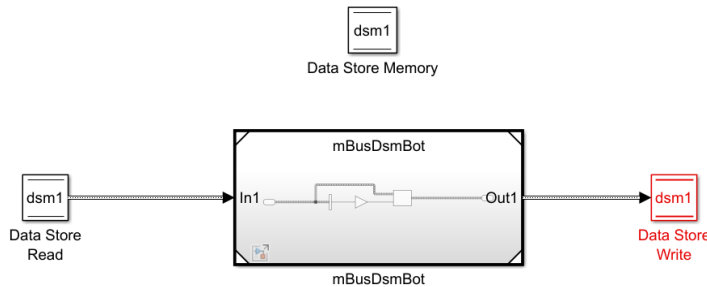 dsm1
Data Store Memory
mBusDsmBot
dsm1
In1
Out1
dsm1
Data Store
Read
Data Store
Write
mBusDsmBot